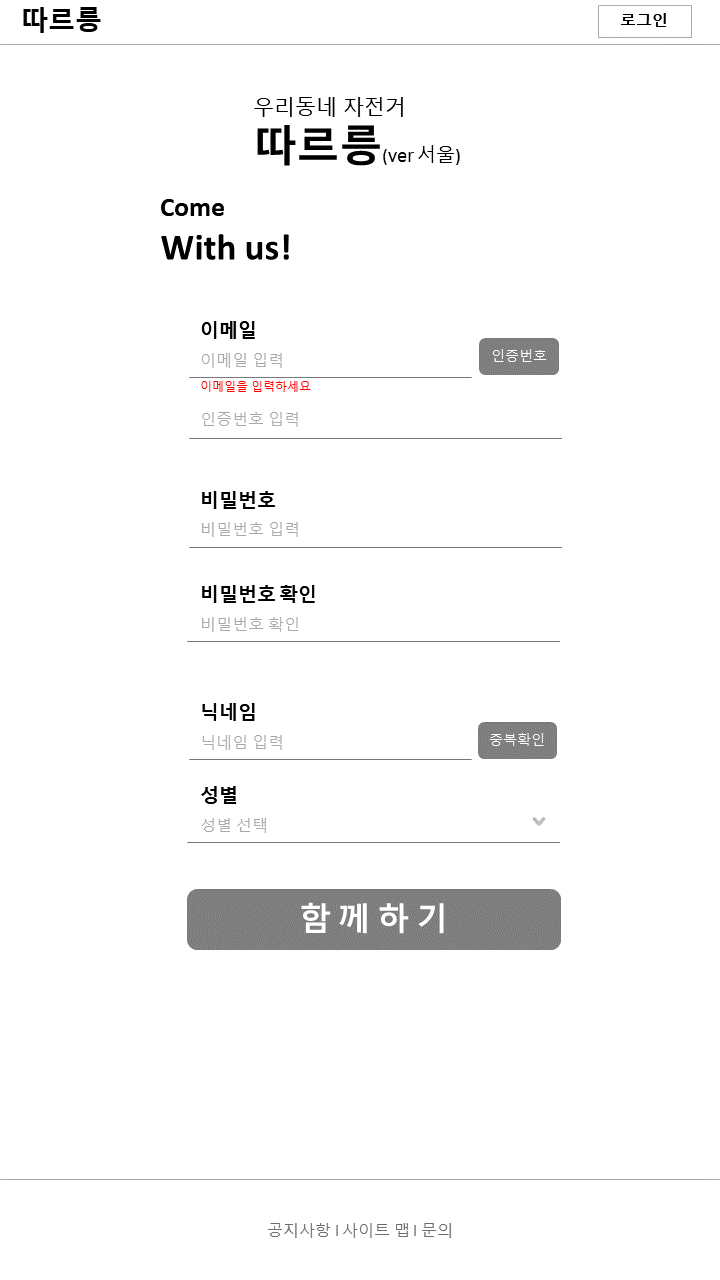 따르릉
로그인
우리동네 자전거
따르릉(ver 서울)
Come
With us!
이메일
이메일 입력
인증번호
이메일을 입력하세요
인증번호 입력
비밀번호
비밀번호 입력
비밀번호 확인
비밀번호 확인
닉네임
닉네임 입력
중복확인
성별
성별 선택
함 께 하 기
공지사항 l 사이트 맵 l 문의